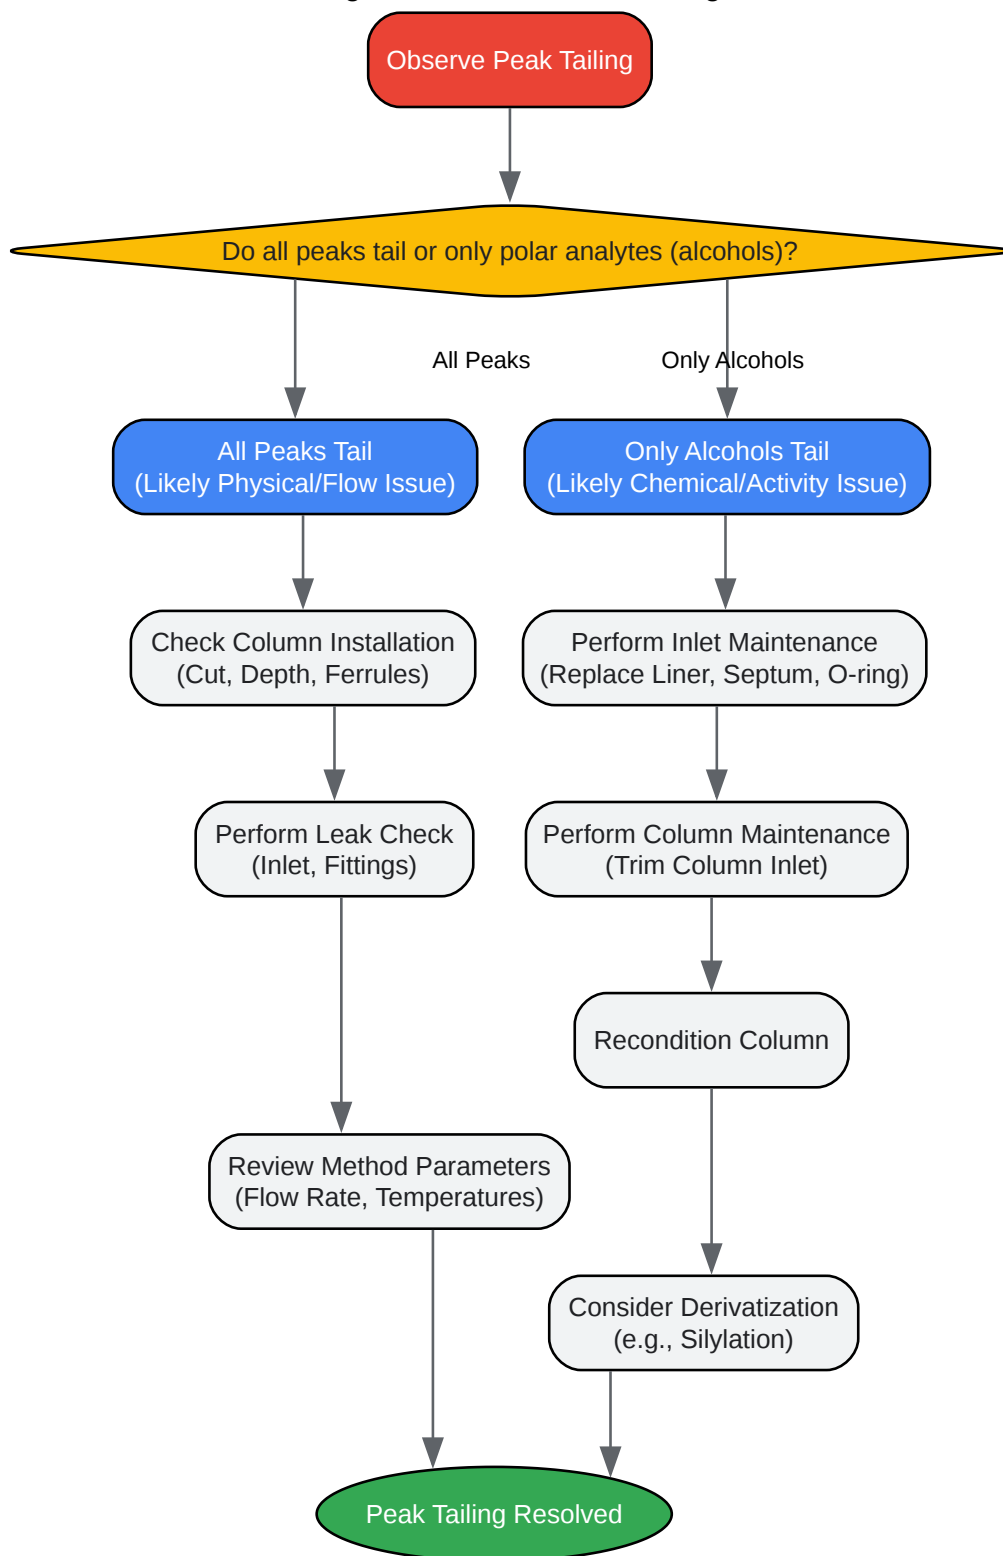 Observe Peak Tailing
Do all peaks tail or only polar analytes (alcohols)?
All Peaks
Only Alcohols
All Peaks Tail
(Likely Physical/Flow Issue)
Only Alcohols Tail
(Likely Chemical/Activity Issue)
Check Column Installation
(Cut, Depth, Ferrules)
Perform Inlet Maintenance
(Replace Liner, Septum, O-ring)
Perform Leak Check
(Inlet, Fittings)
Perform Column Maintenance
(Trim Column Inlet)
Recondition Column
Review Method Parameters
(Flow Rate, Temperatures)
Consider Derivatization
(e.g., Silylation)
Peak Tailing Resolved